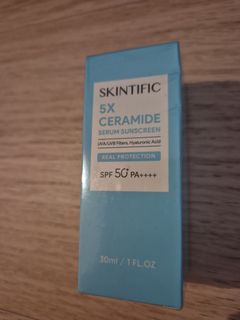 SKINTIFIC
5X
CERAMIDE
SERUM SUNSCREEN
UVA/UVB Filters, Hyaluronic Acid
REAL PROTECTION
SPF 50+ PA++++
30ml / 1 FL.OZ